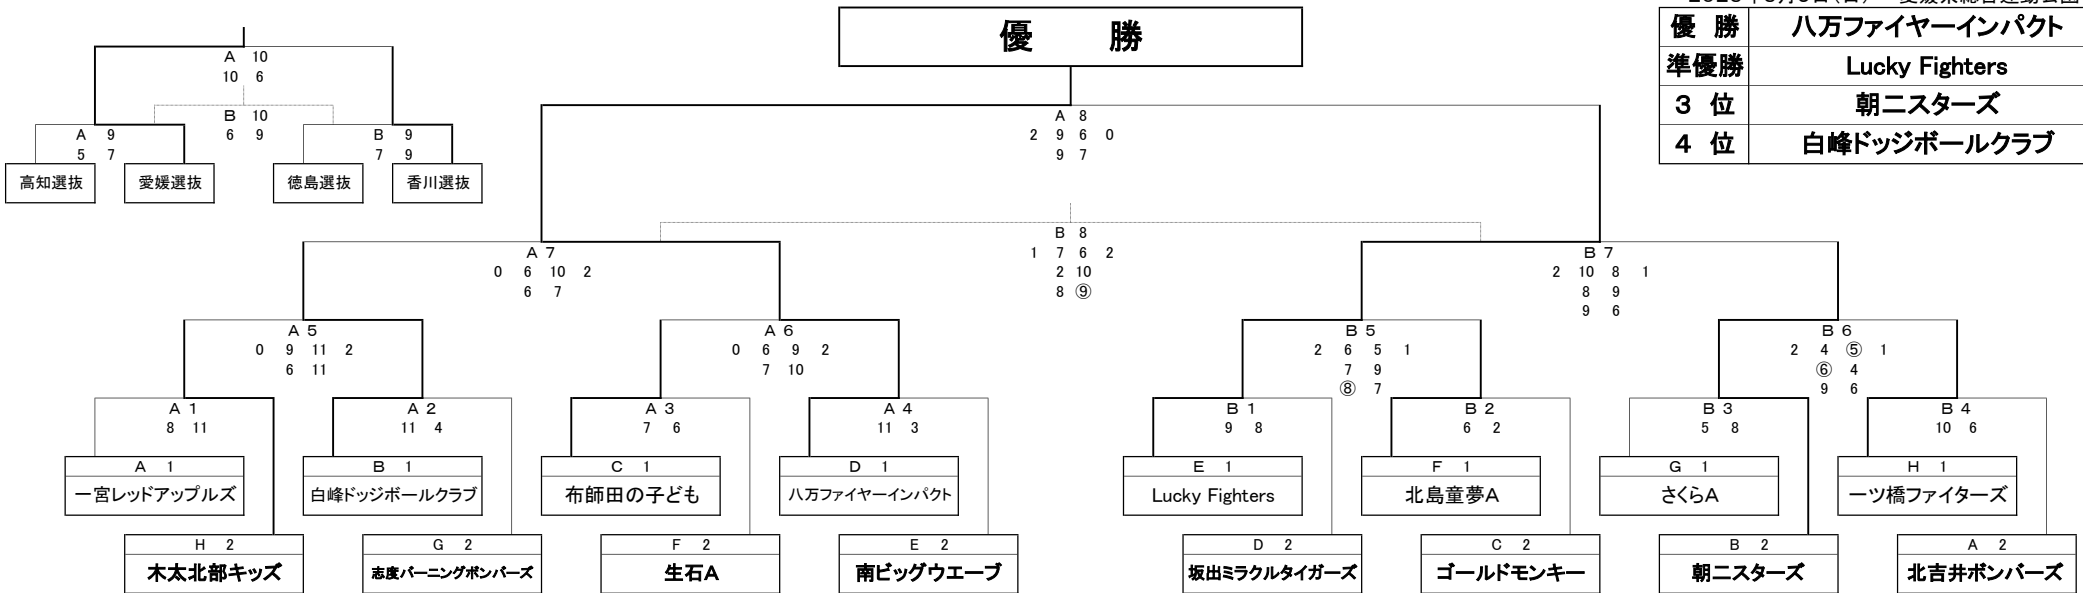 優 勝
優 勝 八万ファイヤーインパクト
準優勝 Lucky Fighters
3 位 朝二スターズ
4 位 白峰ドッジボールクラブ
A 10
10 6
B 10
6 9
A 9
5 7
B 9
7 9
高知選抜 愛媛選抜 徳島選抜 香川選抜
A 8
2 9 6 0
9 7
B 8
1 7 6 2
2 10
8 ⑨
A 7
0 6 10 2
6 7
B 7
2 10 8 1
8 9
9 6
A 5
0 9 11 2
6 11
A 6
0 6 9 2
7 10
B 5
2 6 5 1
7 9
⑧ 7
B 6
2 4 ⑤ 1
⑥ 4
9 6
A 1
8 11
A 2
11 4
A 3
7 6
A 4
11 3
B 1
9 8
B 2
6 2
B 3
5 8
B 4
10 6
A 1
一宮レッドアップルズ
B 1
白峰ドッジボールクラブ
C 1
布師田の子ども
D 1
八万ファイヤーインパクト
E 1
Lucky Fighters
F 1
北島童夢A
G 1
さくらA
H 1
一ツ橋ファイターズ
H 2
木太北部キッズ
G 2
志度バーニングボンバーズ
F 2
生石A
E 2
南ビッグウエーブ
D 2
坂出ミラクルタイガーズ
C 2
ゴールドモンキー
B 2
朝二スターズ
A 2
北吉井ボンバーズ